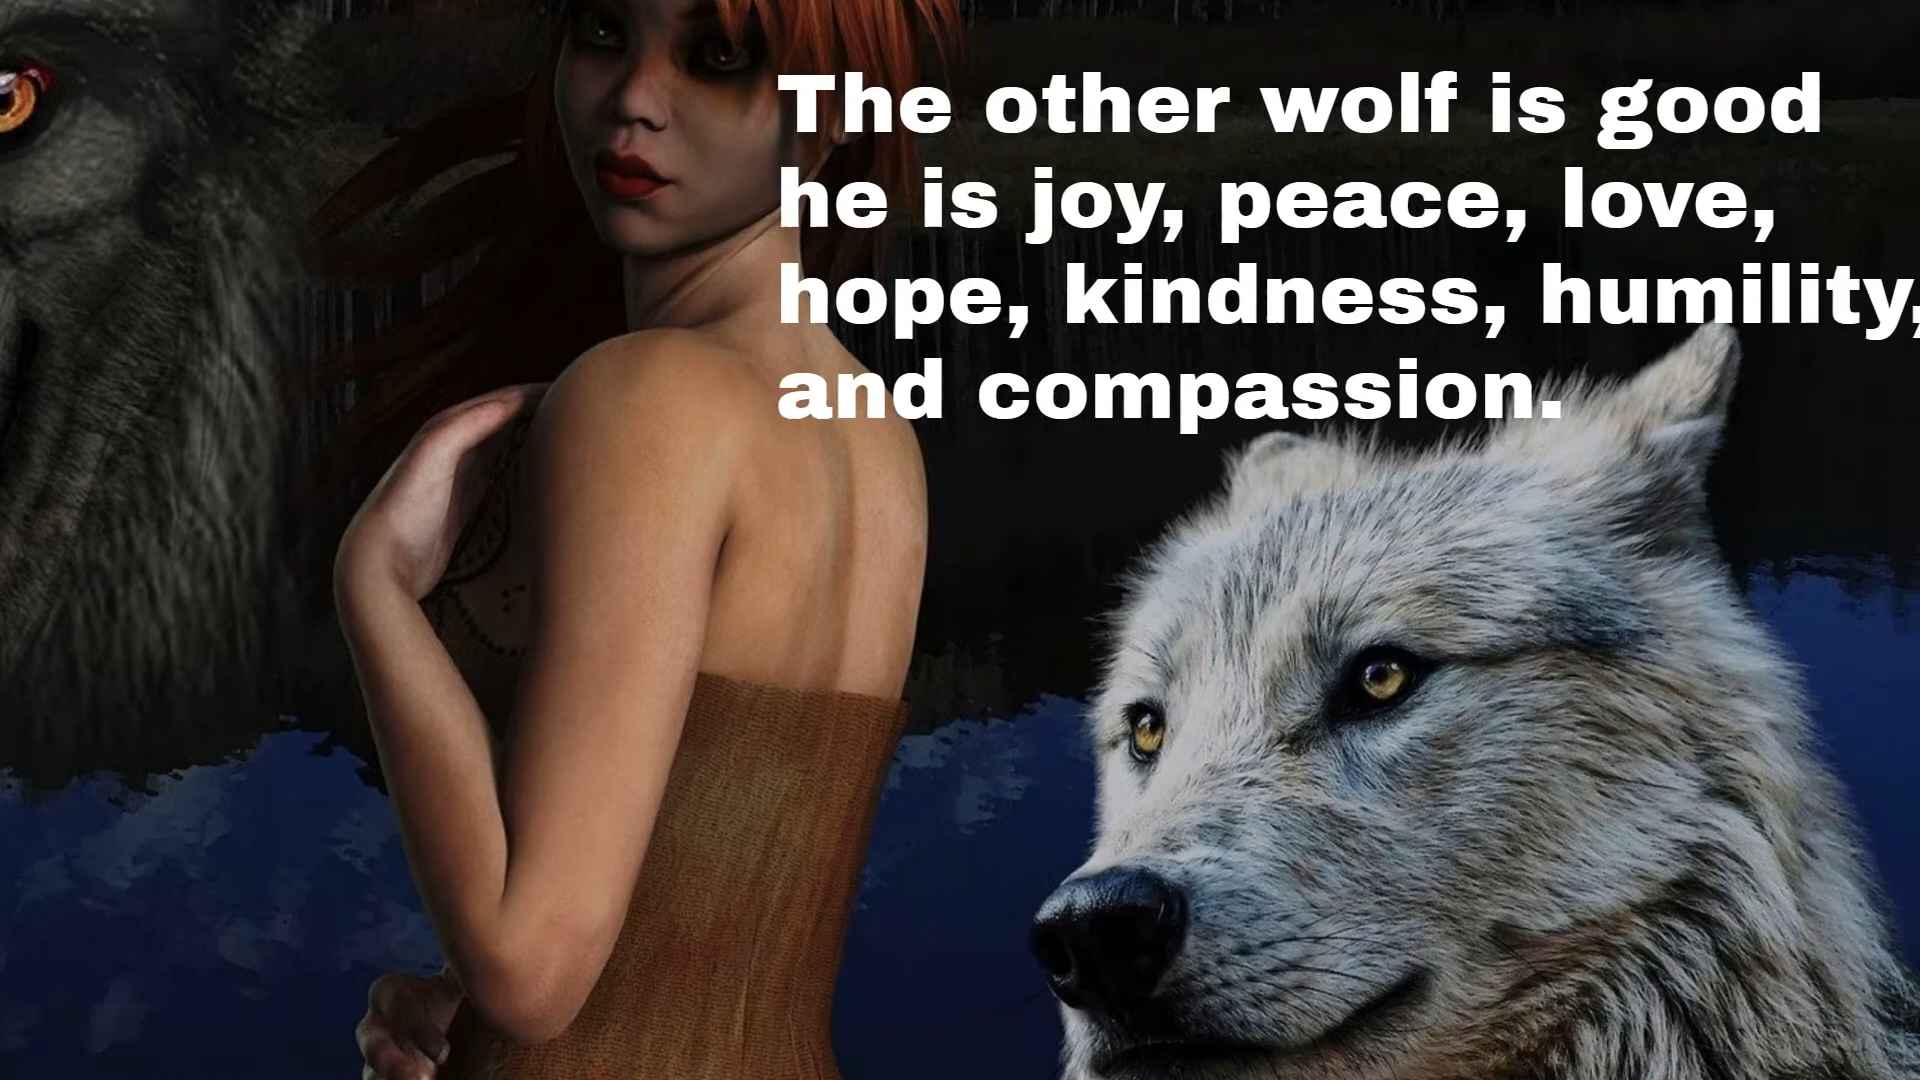 The other wolf is good
he is joy, peace, love,
hope, kindness, humility,
and compassion.